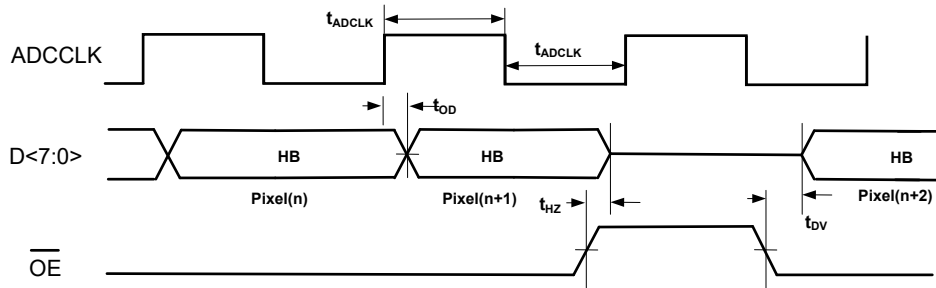 tADCLK
ADCCLK
tADCLK
tOD
D<7:0>
HB
HB
HB
Pixel(n)
Pixel(n+1)
Pixel(n+2)
tHZ
tDV
OE